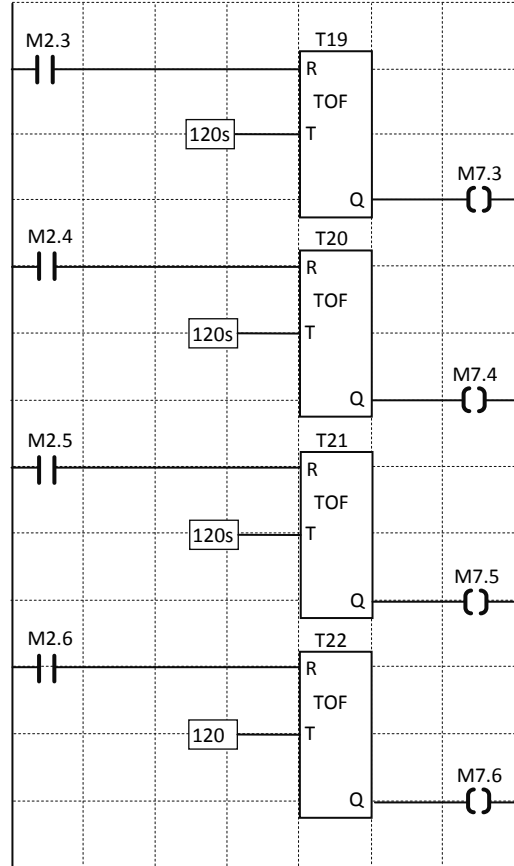 M2.3
T19
R
TOF
120s
T
Q
M7.3
M2.4
T20
R
TOF
120s
T
Q
M7.4
M2.5
T21
R
TOF
120s
T
Q
M7.5
M2.6
T22
R
TOF
120
T
Q
M7.6